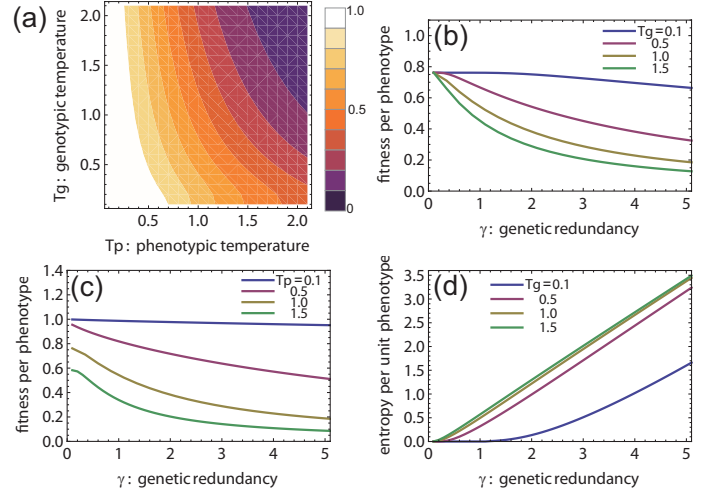 (a)
Tg: genotypic temperature
2.0
1.5
1.0
0.5
0.5 1.0 1.5 2.0
Tp: phenotypic temperature
1.0
0.5
0
(b)
fitness per phenotype
1.0
0.8
0.6
0.4
0.2
0.0
0 1 2 3 4 5
γ: genetic redundancy
Tg=0.1
0.5
1.0
1.5
(c)
fitness per phenotype
1.4
1.2
1.0
0.8
0.6
0.4
0.2
0.0
0 1 2 3 4 5
γ: genetic redundancy
Tp=0.1
0.5
1.0
1.5
(d)
entropy per unit phenotype
3.5
3.0
2.5
2.0
1.5
1.0
0.5
0.0
0 1 2 3 4 5
γ: genetic redundancy
Tg=0.1
0.5
1.0
1.5